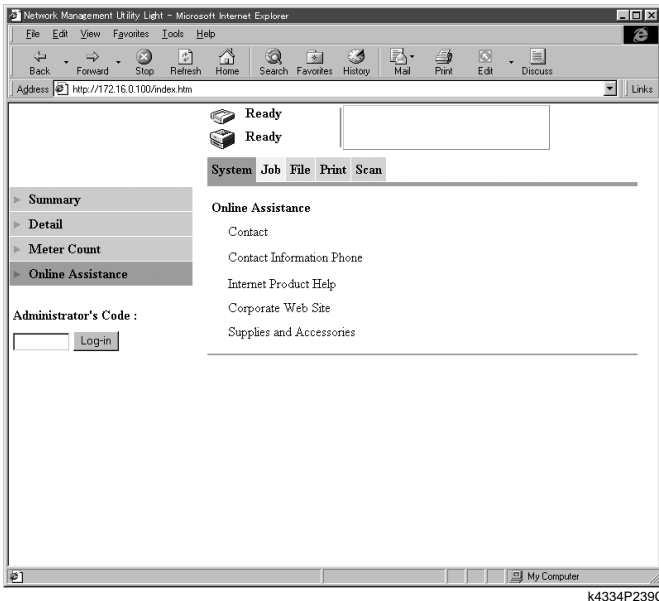 Network Management Utility Light - Microsoft Internet Explorer
File Edit View Favorites Tools Help
Back Forward Stop Refresh Home Search Favorites History Mail Print Edit Discuss
Address http://172.16.0.100/index.htm Links
Ready
Ready
System Job File Print Scan
Summary
Detail
Meter Count
Online Assistance
Administrator's Code :
Log-in
Online Assistance
Contact
Contact Information Phone
Internet Product Help
Corporate Web Site
Supplies and Accessories
My Computer
k4334P2390